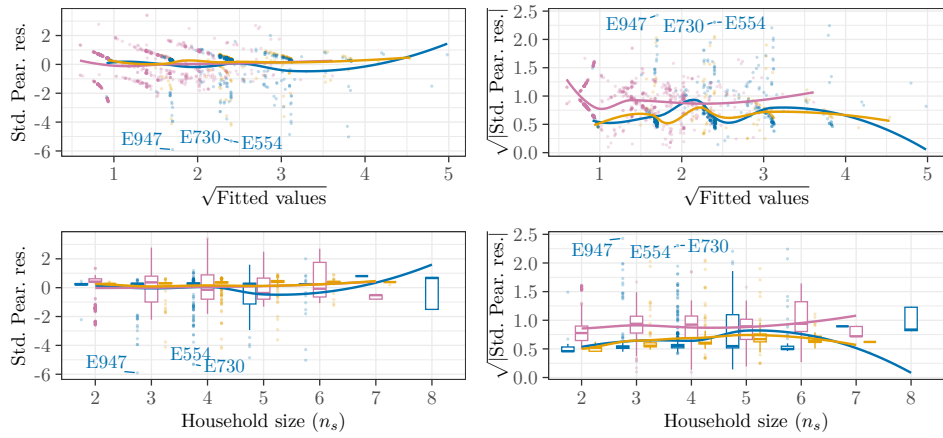 Std. Pear. res.
2
0
-2
-4
-6
E947
E730
E554
1
2
3
4
5
√Fitted values
√|Std. Pear. res.|
2.5
2.0
1.5
1.0
0.5
0.0
E947
E730
E554
1
2
3
4
5
√Fitted values
Std. Pear. res.
2
0
-2
-4
-6
E947
E554
E730
2
3
4
5
6
7
8
Household size (nₛ)
√|Std. Pear. res.|
2.5
2.0
1.5
1.0
0.5
0.0
E947
E554
E730
2
3
4
5
6
7
8
Household size (nₛ)